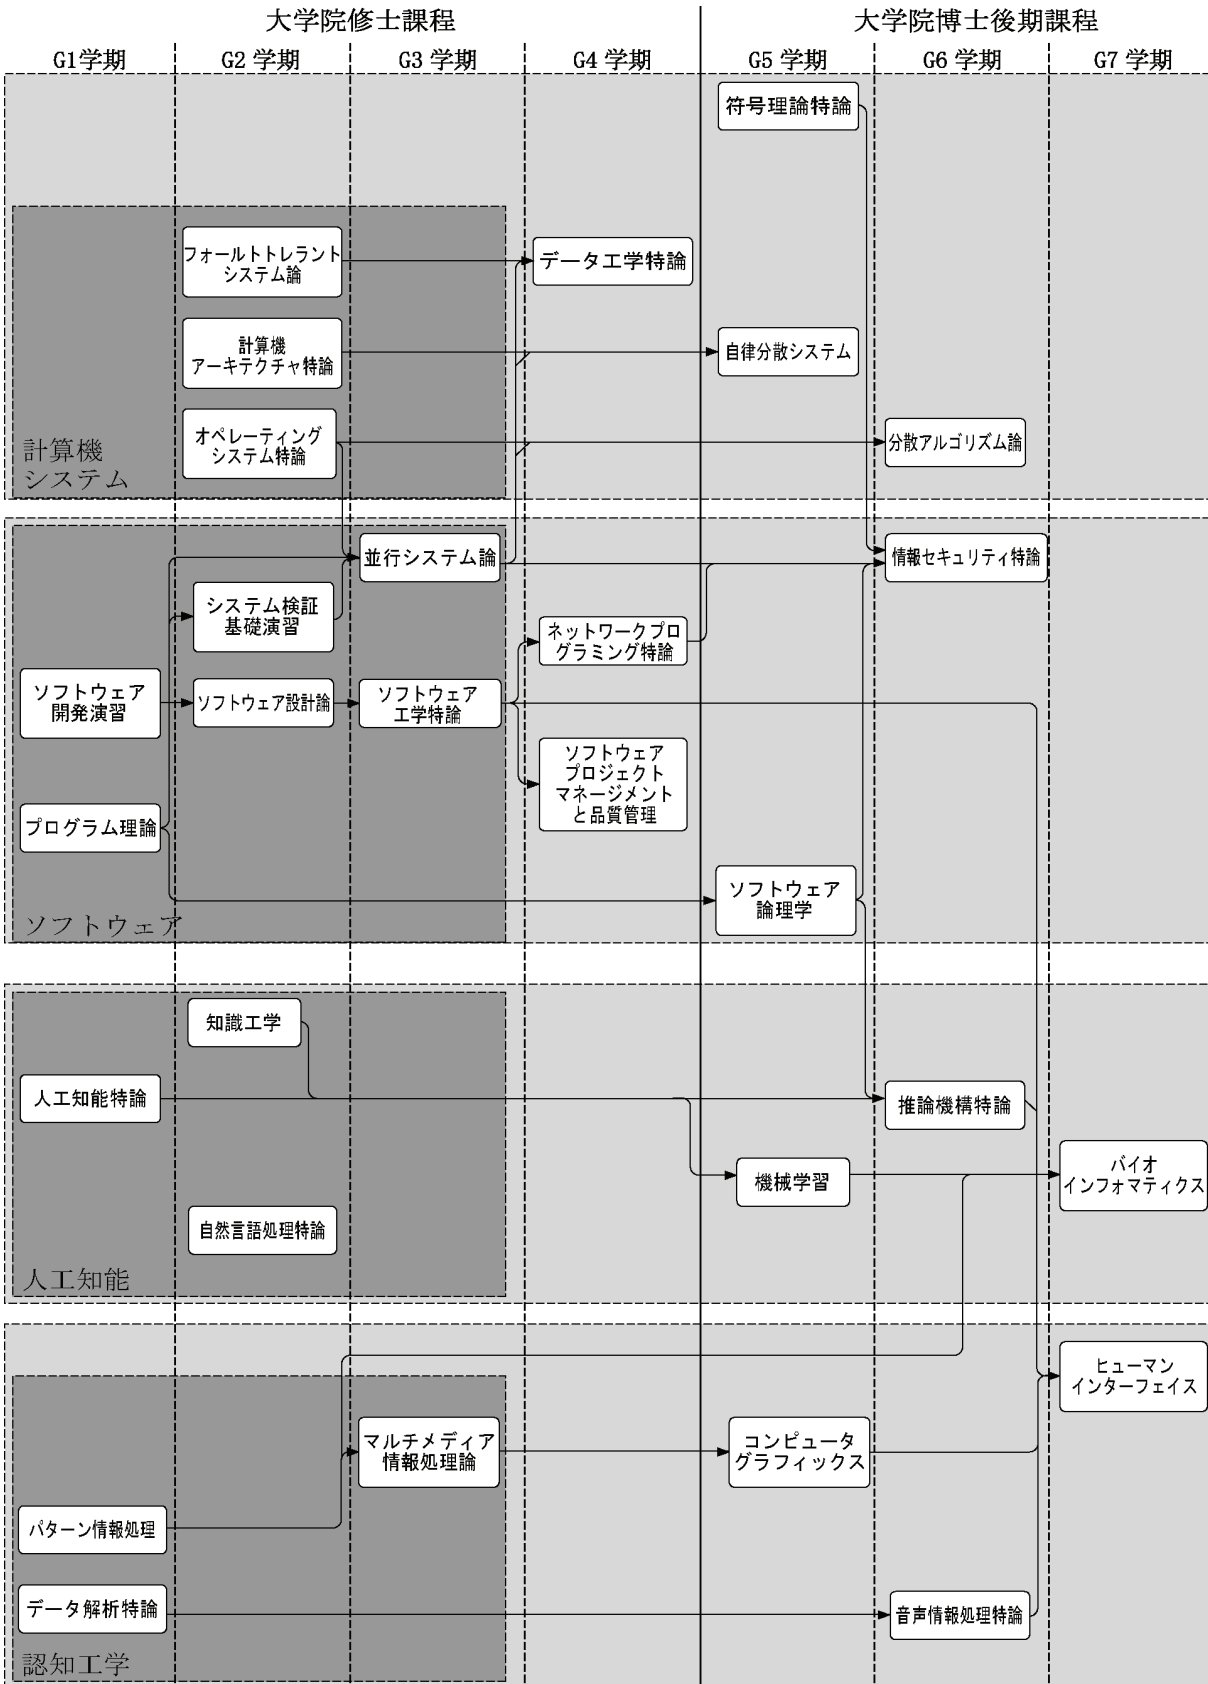 大学院修士課程
大学院博士後期課程
G1学期
G2 学期
G3 学期
G4 学期
G5 学期
G6 学期
G7 学期
符号理論特論
フォールトトレラント
システム論
データ工学特論
計算機
アーキテクチャ特論
自律分散システム
オペレーティング
システム特論
分散アルゴリズム論
計算機
システム
並行システム論
情報セキュリティ特論
システム検証
基礎演習
ネットワークプロ
グラミング特論
ソフトウェア
開発演習
ソフトウェア設計論
ソフトウェア
工学特論
ソフトウェア
プロジェクト
マネージメント
と品質管理
プログラム理論
ソフトウェア
論理学
ソフトウェア
知識工学
人工知能特論
推論機構特論
機械学習
バイオ
インフォマティクス
自然言語処理特論
人工知能
ヒューマン
インターフェイス
マルチメディア
情報処理論
コンピュータ
グラフィックス
パターン情報処理
データ解析特論
音声情報処理特論
認知工学